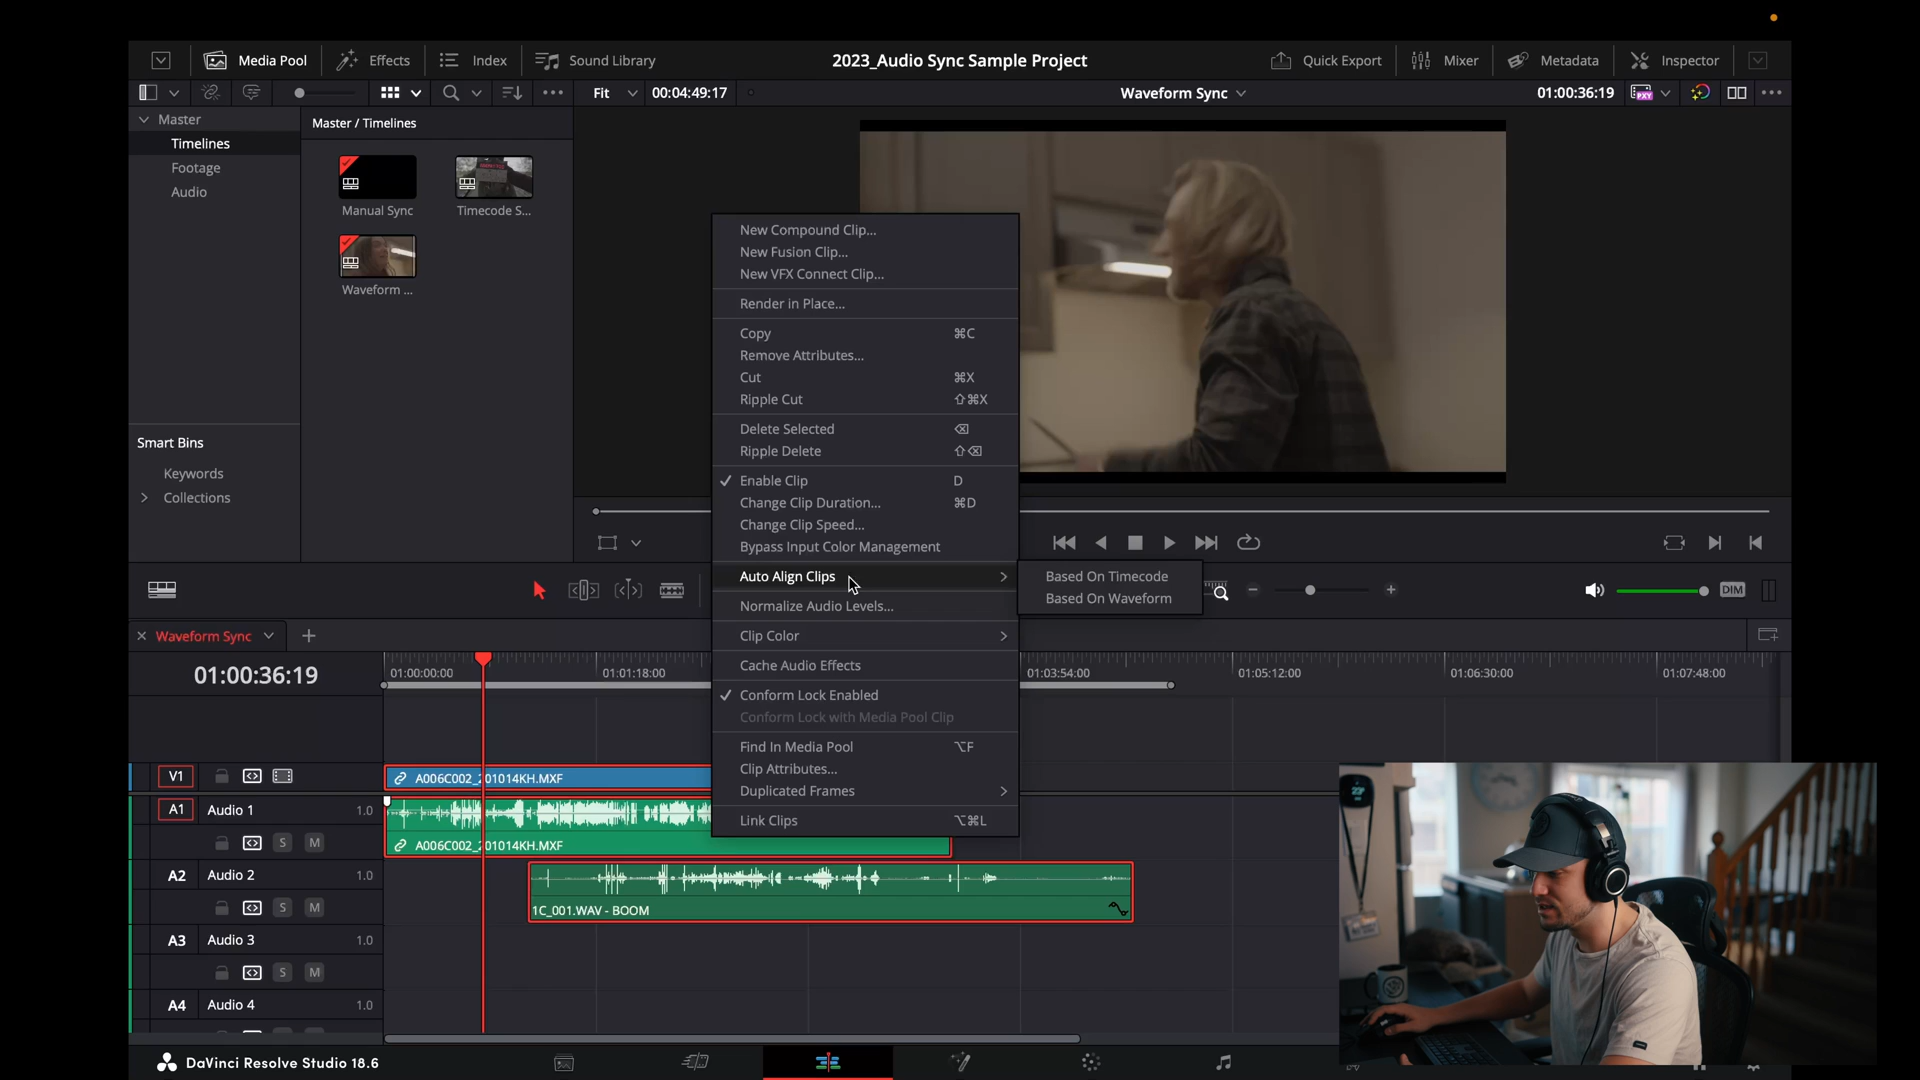 Media Pool
Effects
Index
Sound Library
2023_Audio Sync Sample Project
Quick Export
Mixer
Metadata
Inspector
Fit
00:04:49:17
Waveform Sync
01:00:36:19
PXY
Master
Timelines
Footage
Audio
Master / Timelines
Manual Sync
Timecode S...
Waveform ...
Smart Bins
Keywords
Collections
New Compound Clip...
New Fusion Clip...
New VFX Connect Clip...
Render in Place...
Copy ⌘C
Remove Attributes...
Cut ⌘X
Ripple Cut ⇧⌘X
Delete Selected ⌫
Ripple Delete ⇧⌫
Enable Clip D
Change Clip Duration... ⌘D
Change Clip Speed...
Bypass Input Color Management
Auto Align Clips
Normalize Audio Levels...
Clip Color
Cache Audio Effects
Conform Lock Enabled
Conform Lock with Media Pool Clip
Find In Media Pool ⌥F
Clip Attributes...
Duplicated Frames
Link Clips ⌥⌘L
Based On Timecode
Based On Waveform
DIM
Waveform Sync
01:00:36:19
01:00:00:00
01:01:18:00
01:03:54:00
01:05:12:00
01:06:30:00
01:07:48:00
V1
A006C002_201014KH.MXF
A1 Audio 1 1.0
S M
A006C002_201014KH.MXF
A2 Audio 2 1.0
S M
1C_001.WAV - BOOM
A3 Audio 3 1.0
S M
A4 Audio 4 1.0
DaVinci Resolve Studio 18.6